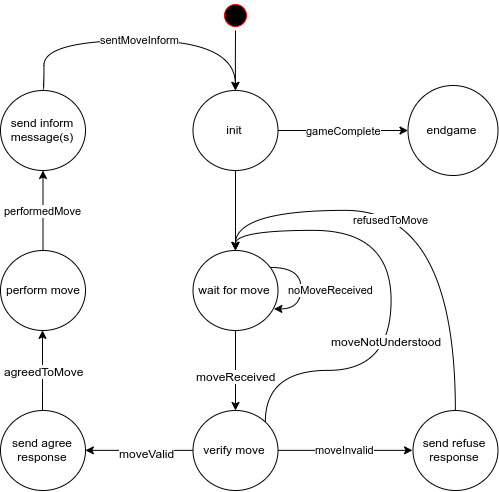 sentMoveInform
send inform
message(s)
init
gameComplete
endgame
performedMove
refusedToMove
perform move
wait for move
noMoveReceived
moveNotUnderstood
agreedToMove
moveReceived
send agree
response
moveValid
verify move
moveInvalid
send refuse
response